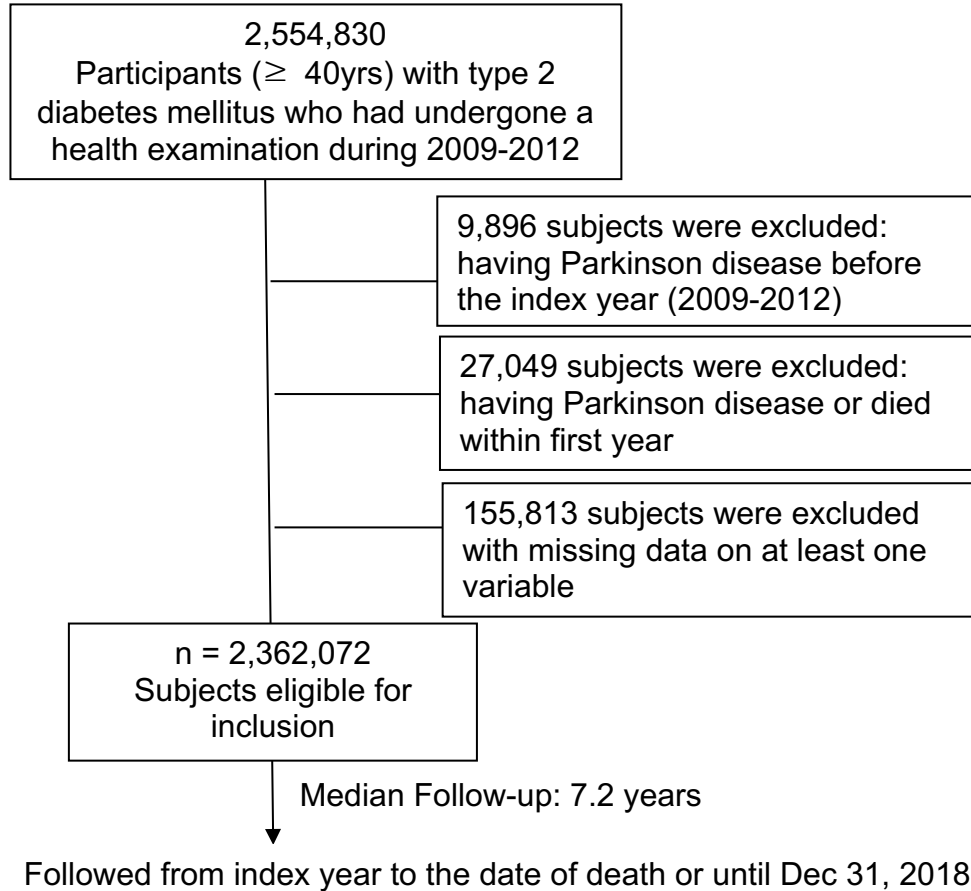 2,554,830
Participants (≥ 40yrs) with type 2
diabetes mellitus who had undergone a
health examination during 2009-2012
9,896 subjects were excluded:
having Parkinson disease before
the index year (2009-2012)
27,049 subjects were excluded:
having Parkinson disease or died
within first year
155,813 subjects were excluded
with missing data on at least one
variable
n = 2,362,072
Subjects eligible for
inclusion
Median Follow-up: 7.2 years
Followed from index year to the date of death or until Dec 31, 2018